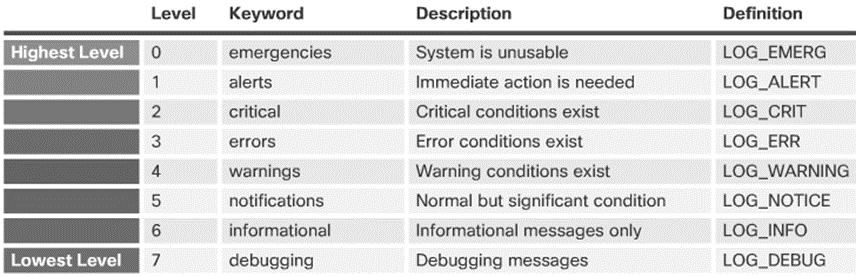 Level Keyword Description Definition
Highest Level 0 emergencies System is unusable LOG_EMERG
1 alerts Immediate action is needed LOG_ALERT
2 critical Critical conditions exist LOG_CRIT
3 errors Error conditions exist LOG_ERR
4 warnings Warning conditions exist LOG_WARNING
5 notifications Normal but significant condition LOG_NOTICE
6 informational Informational messages only LOG_INFO
Lowest Level 7 debugging Debugging messages LOG_DEBUG